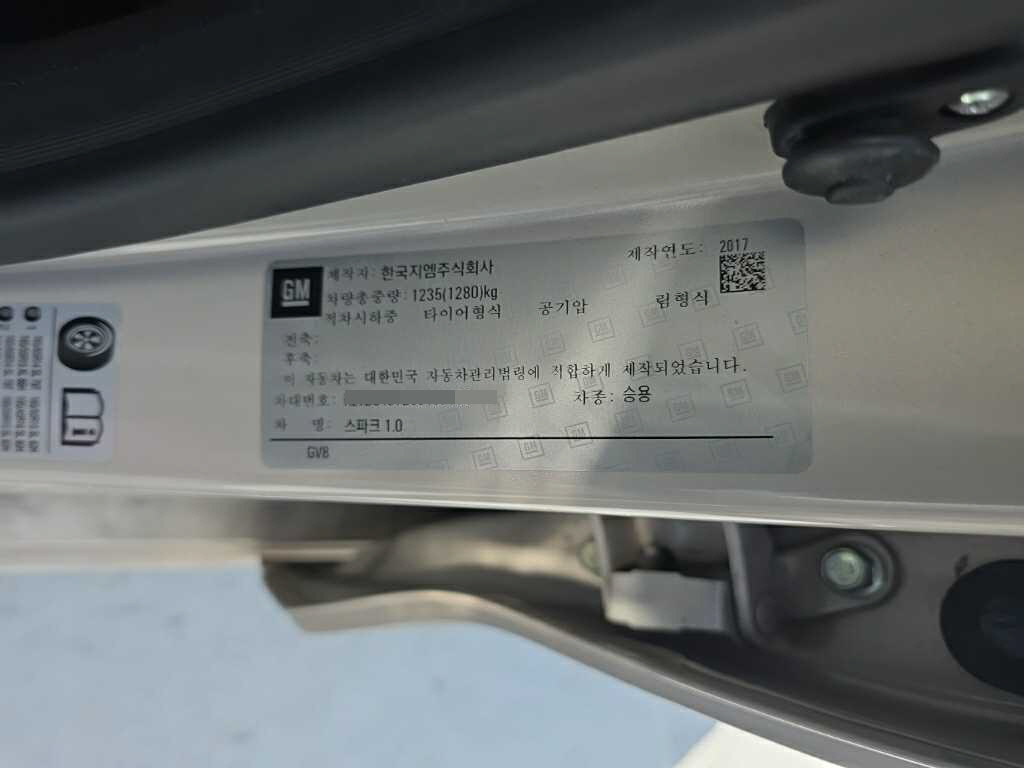 GM
제작자: 한국지엠주식회사
제작연도: 2017
차량총중량: 1235(1280)kg
적차시하중 타이어형식 공기압 림형식
전축:
후축:
이 자동차는 대한민국 자동차관리법령에 적합하게 제작되었습니다.
차대번호:
차종: 승용
차 명: 스파크 1.0
GV8